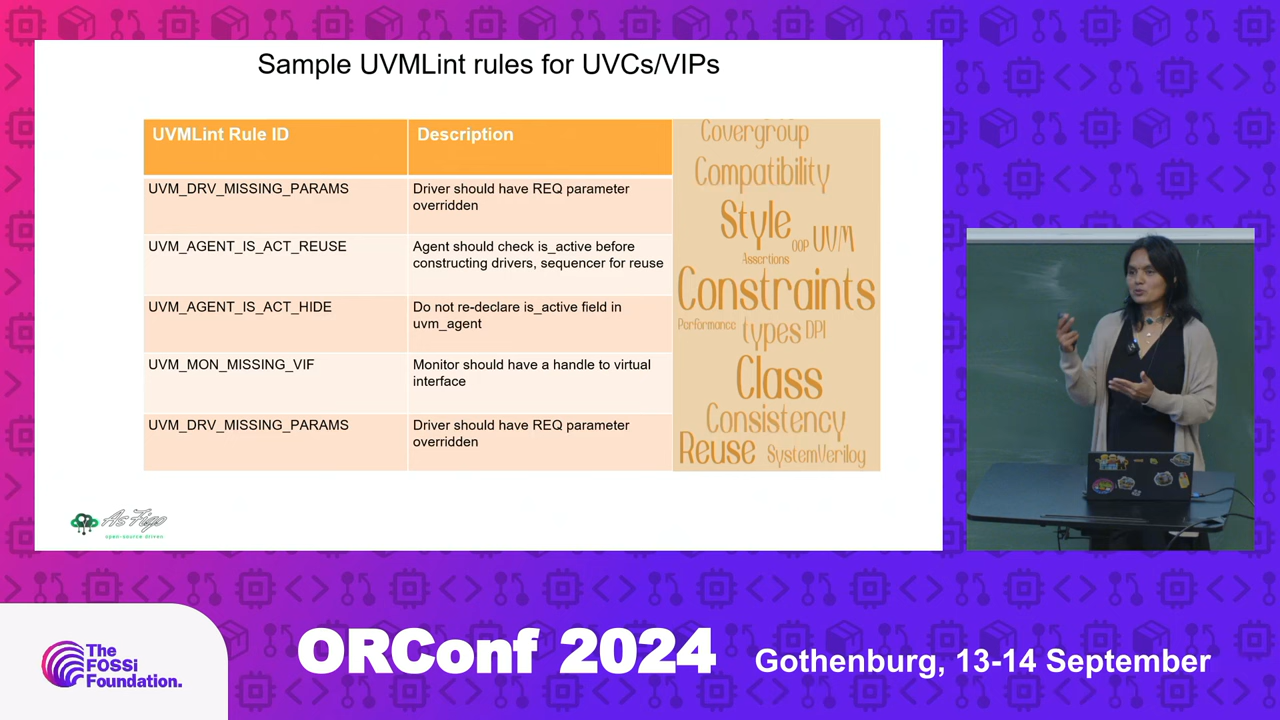 Sample UVMLint rules for UVCs/VIPs
UVMLint Rule ID
Description
UVM_DRV_MISSING_PARAMS
Driver should have REQ parameter
overridden
UVM_AGENT_IS_ACT_REUSE
Agent should check is_active before
constructing drivers, sequencer for reuse
UVM_AGENT_IS_ACT_HIDE
Do not re-declare is_active field in
uvm_agent
UVM_MON_MISSING_VIF
Monitor should have a handle to virtual
interface
UVM_DRV_MISSING_PARAMS
Driver should have REQ parameter
overridden
Covergroup
Compatibility
Style
OOP UVM
Assertions
Constraints
Performance types DPI
Class
Consistency
Reuse SystemVerilog
AsFigo
open-source driven
The
FOSSi
Foundation.
ORConf 2024
Gothenburg, 13-14 September